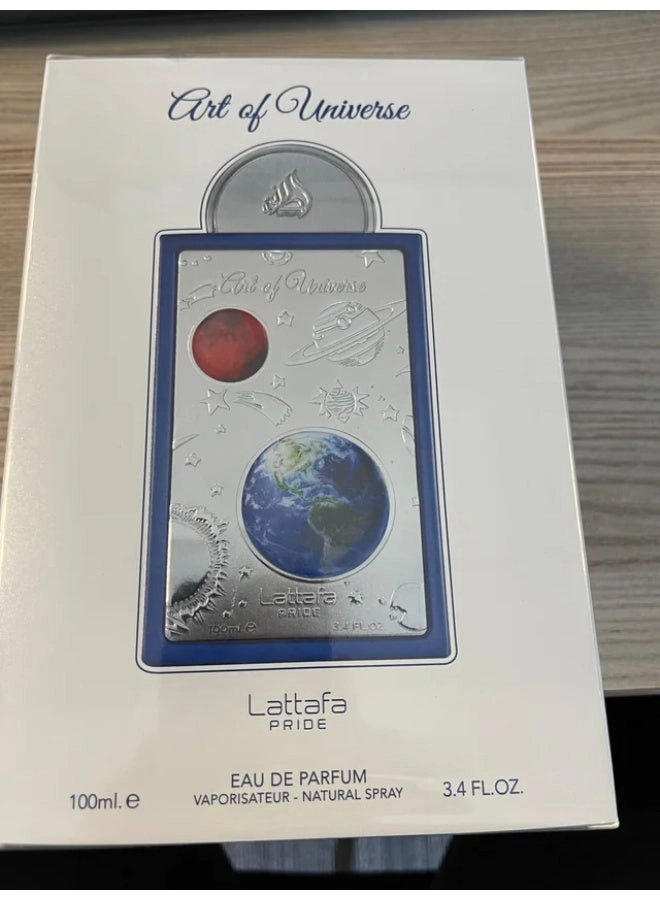 Art of Universe
Art of Universe
Lattafa
PRIDE
100ml. e 3.4 FL.OZ.
Lattafa
PRIDE
EAU DE PARFUM
100ml. e VAPORISATEUR - NATURAL SPRAY 3.4 FL.OZ.